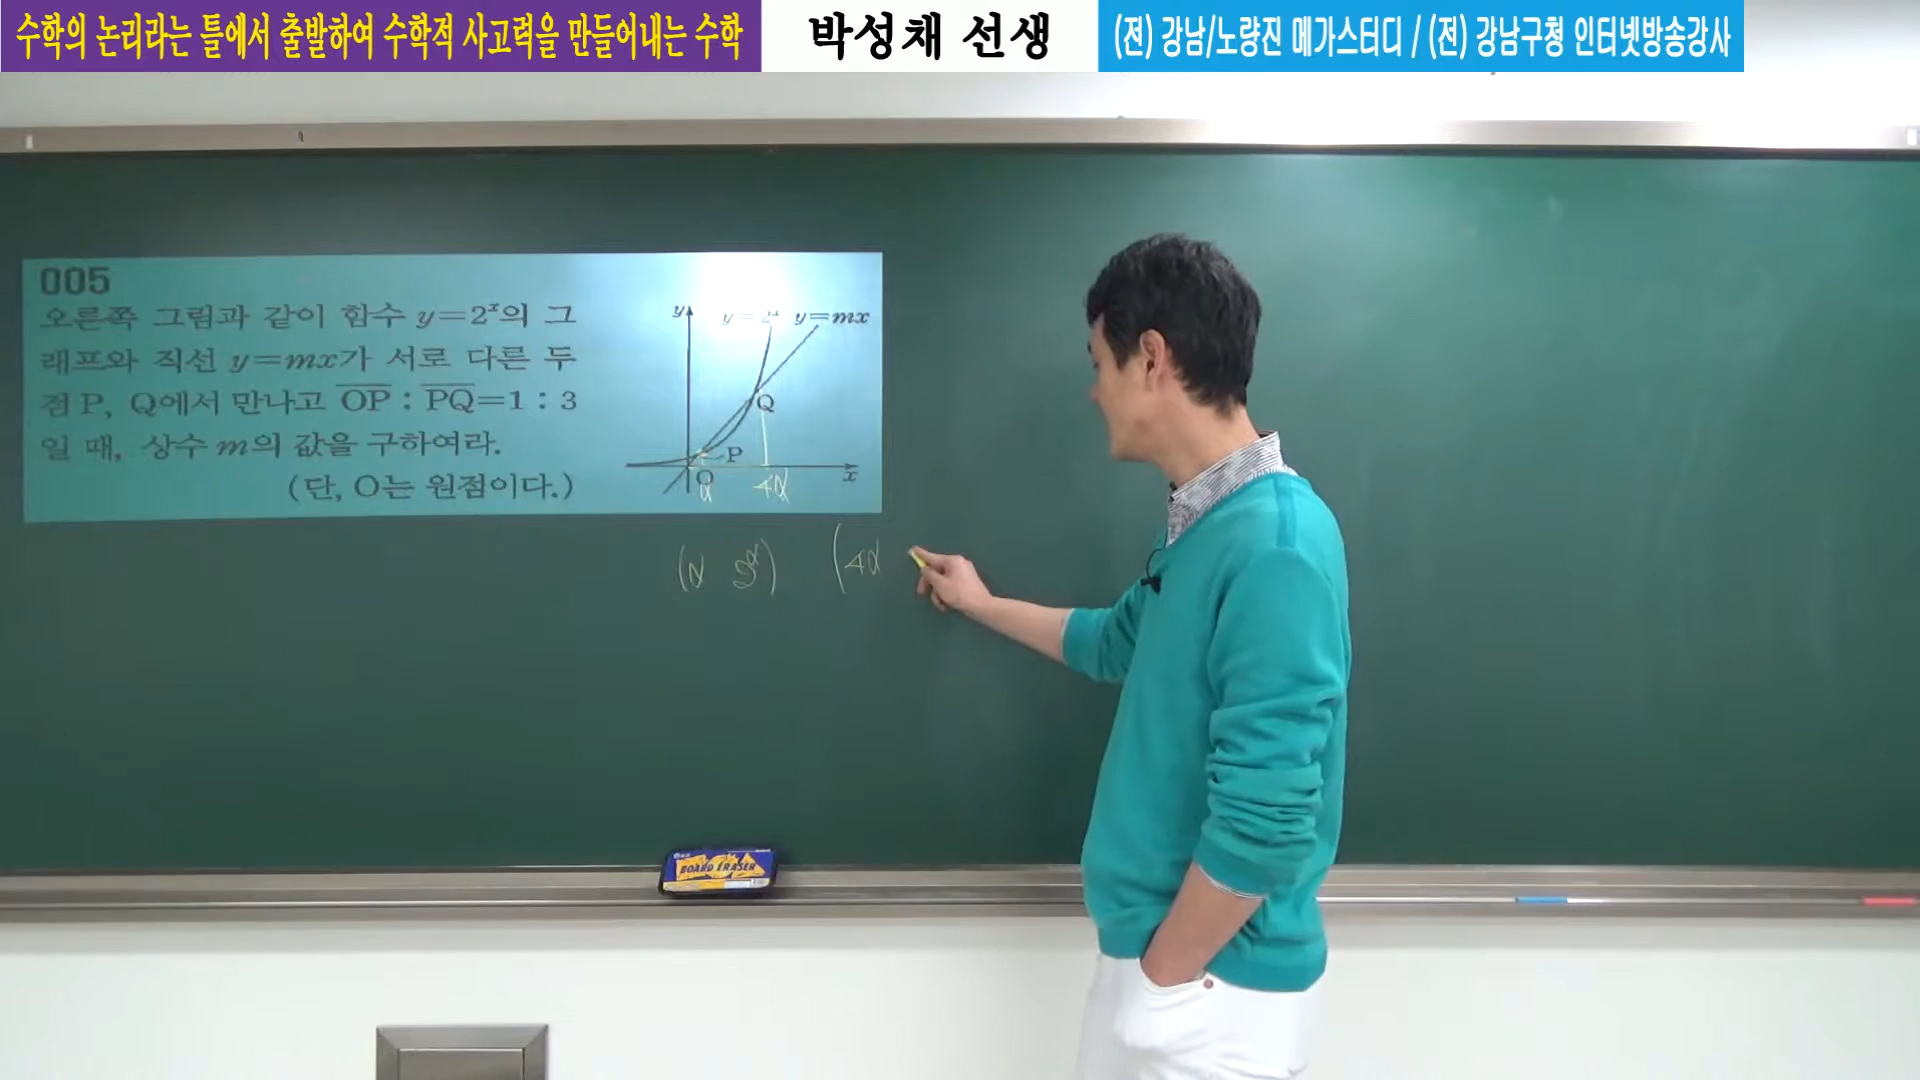 수학의 논리라는 틀에서 출발하여 수학적 사고력을 만들어내는 수학
박성채 선생
(전) 강남/노량진 메가스터디 / (전) 강남구청 인터넷방송강사
005
오른쪽 그림과 같이 함수 y=2ˣ의 그
래프와 직선 y=mx가 서로 다른 두
점 P, Q에서 만나고 O̅P̅ : P̅Q̅=1 : 3
일 때, 상수 m의 값을 구하여라.
(단, O는 원점이다.)
y
y=2ˣ
y=mx
Q
P
O
x
α
4α
(α 2^α)
(4α
BOARD ERASER